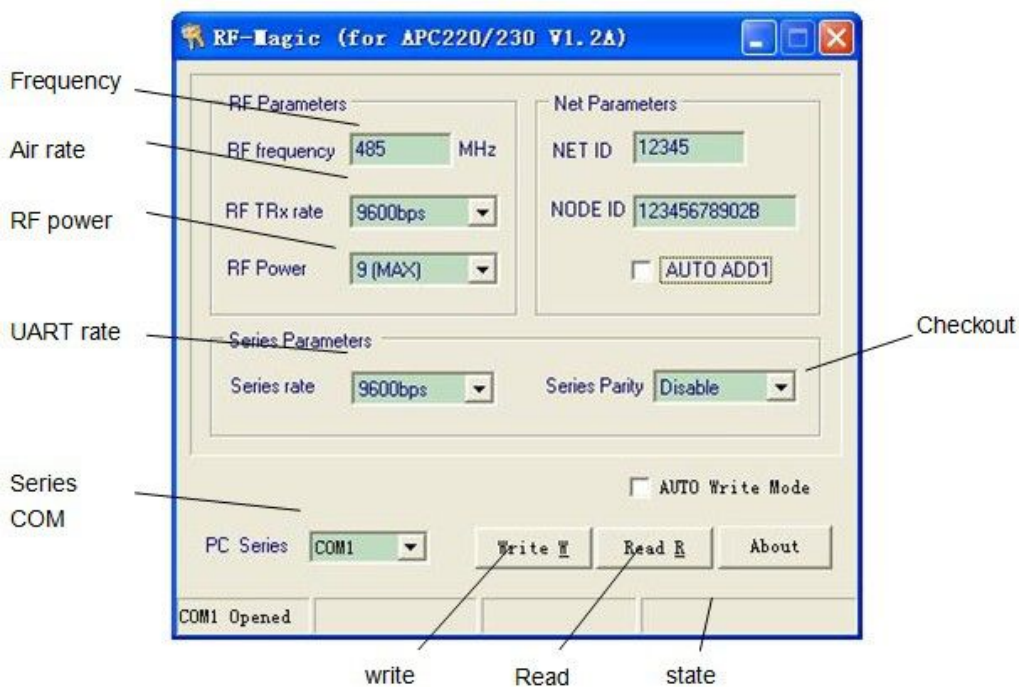 RF-Magic (for APC220/230 V1.2A)
Frequency
RF Parameters
Net Parameters
Air rate
RF frequency 485 MHz
NET ID 12345
RF power
RF TRx rate 9600bps
NODE ID 12345678902B
RF Power 9 (MAX)
AUTO ADD1
UART rate
Series Parameters
Checkout
Series rate 9600bps
Series Parity Disable
Series
COM
AUTO Write Mode
PC Series COM1
Write W
Read R
About
COM1 Opened
write
Read
state